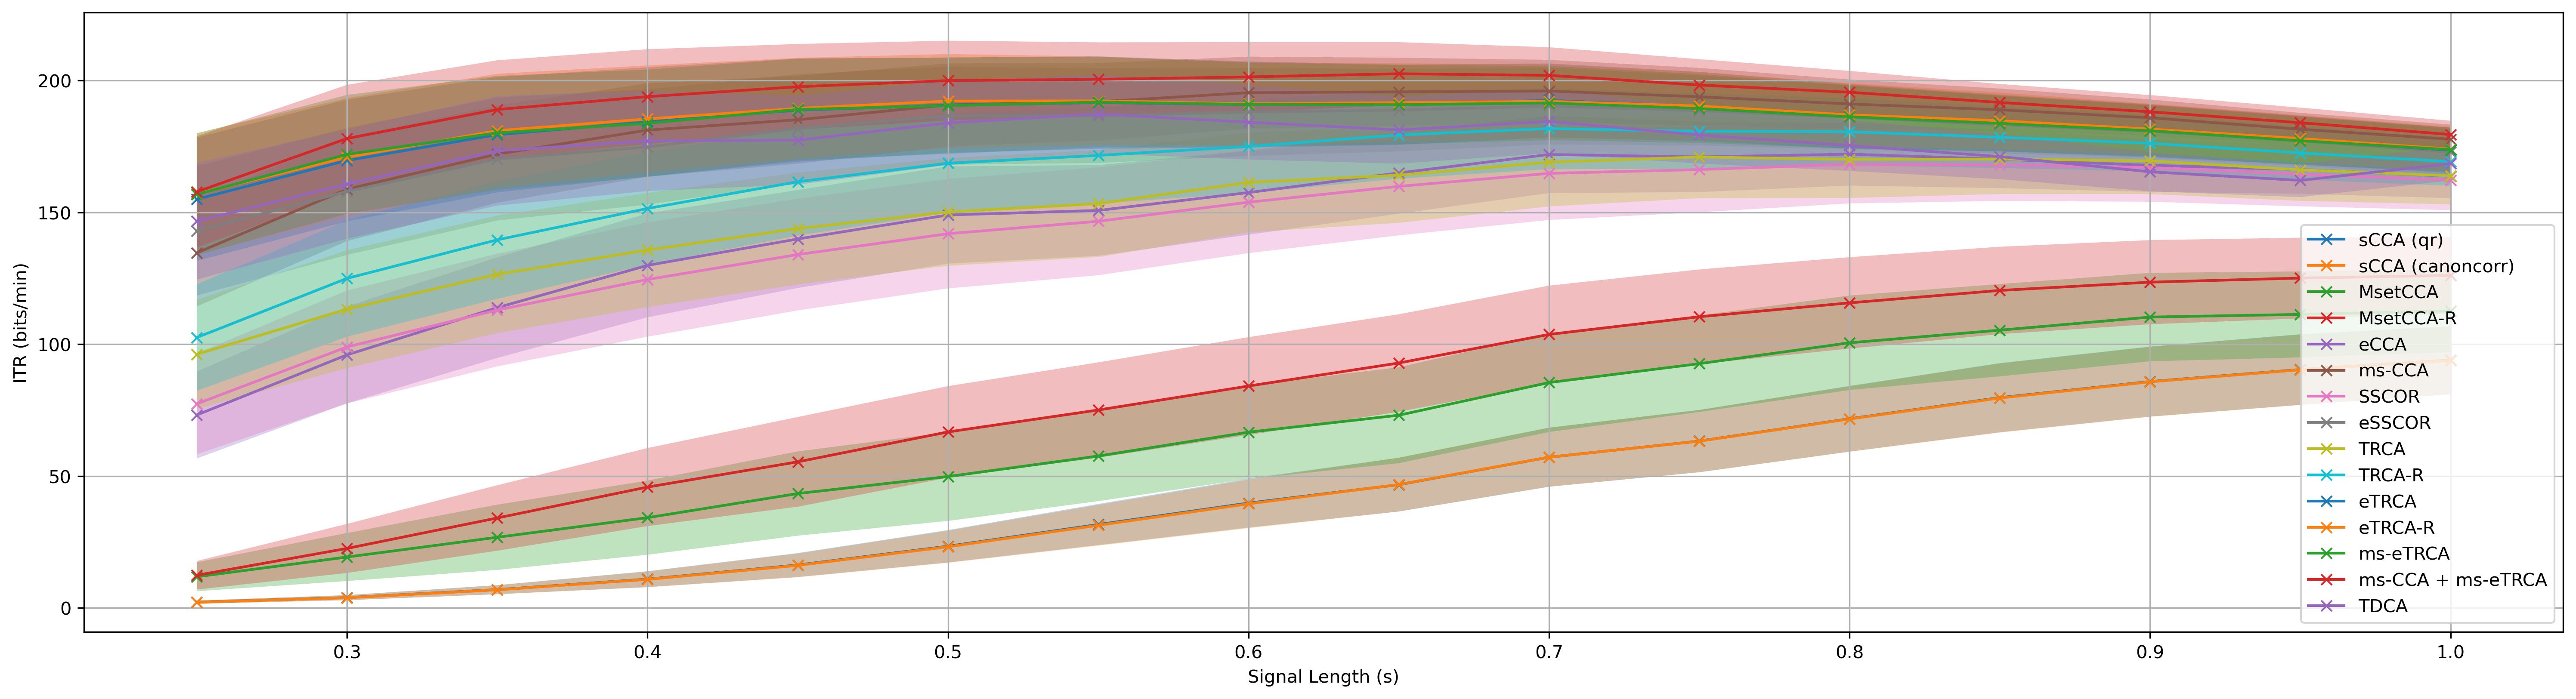 ITR (bits/min)
200
150
100
50
0
0.3
0.4
0.5
0.6
0.7
0.8
0.9
1.0
Signal Length (s)
sCCA (qr)
sCCA (canoncorr)
MsetCCA
MsetCCA-R
eCCA
ms-CCA
SSCOR
eSSCOR
TRCA
TRCA-R
eTRCA
eTRCA-R
ms-eTRCA
ms-CCA + ms-eTRCA
TDCA